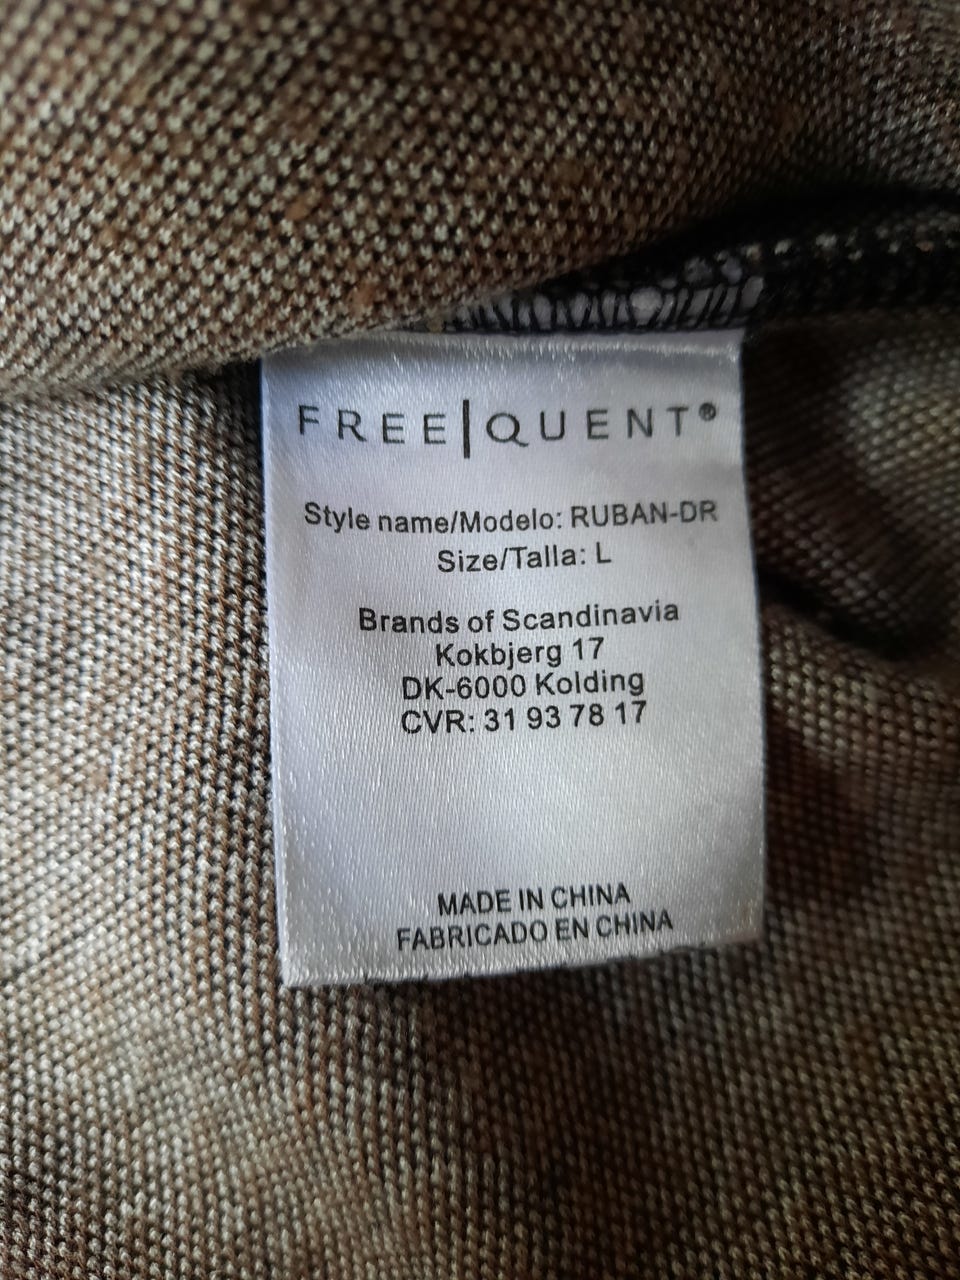 FREE|QUENT®
Style name/Modelo: RUBAN-DR
Size/Talla: L
Brands of Scandinavia
Kokbjerg 17
DK-6000 Kolding
CVR: 31 93 78 17
MADE IN CHINA
FABRICADO EN CHINA